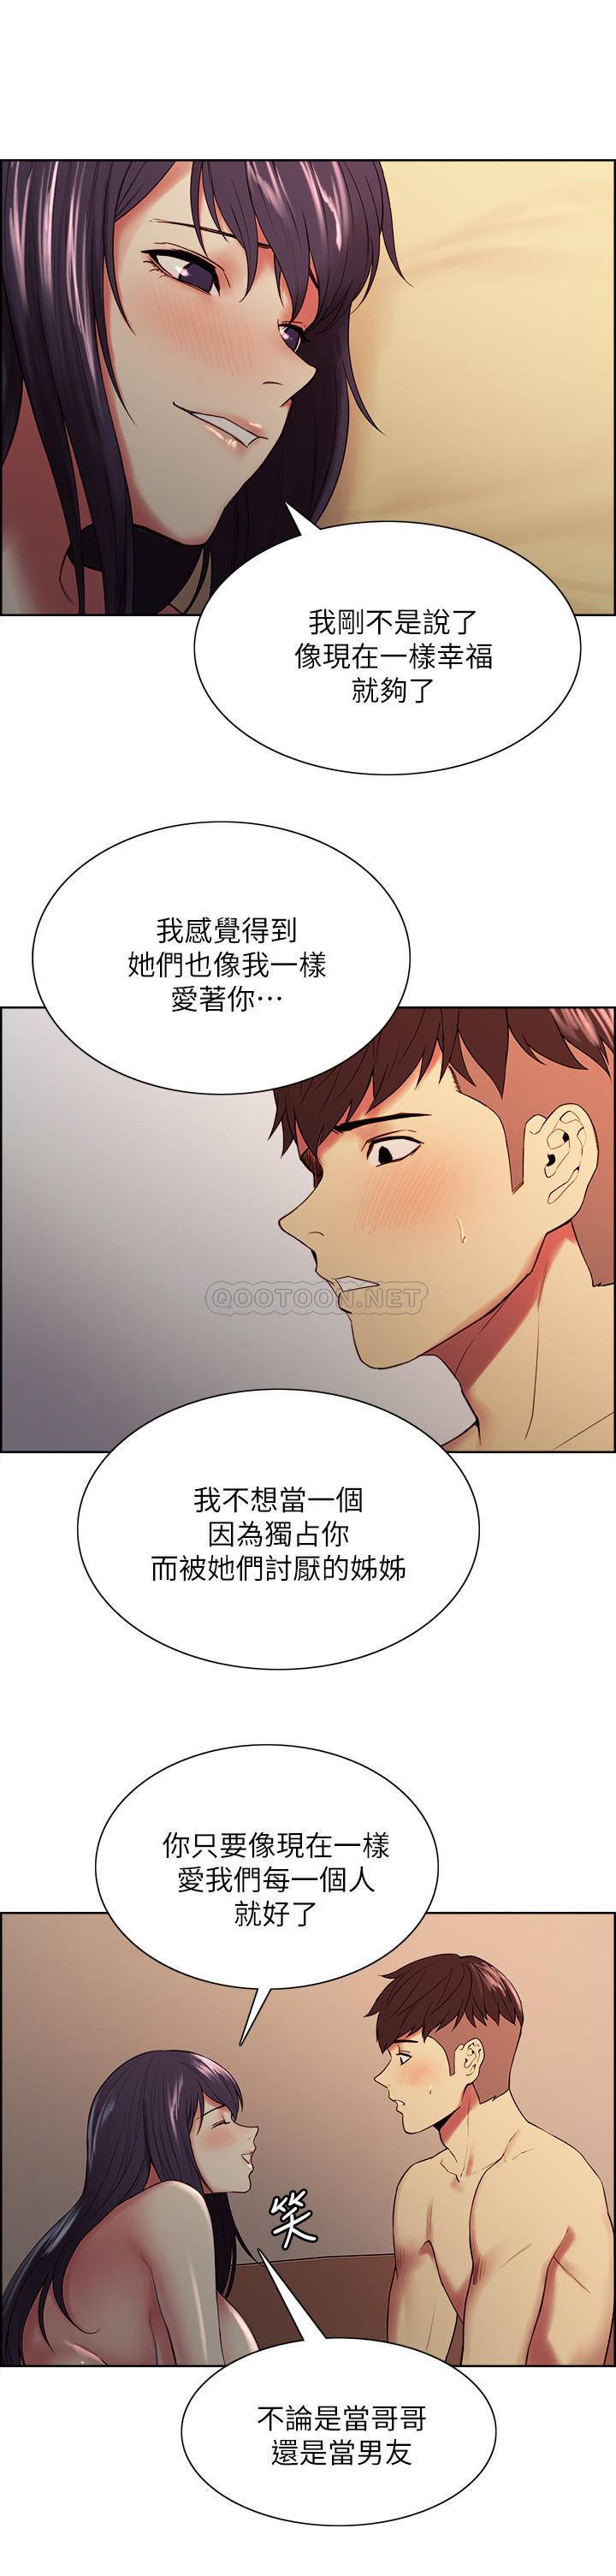 我剛不是說了
像現在一樣幸福
就夠了
我感覺得到
她們也像我一樣
愛著你…
QOOTOON.NET
我不想當一個
因為獨占你
而被她們討厭的姊姊
你只要像現在一樣
愛我們每一個人
就好了
笑
不論是當哥哥
還是當男友